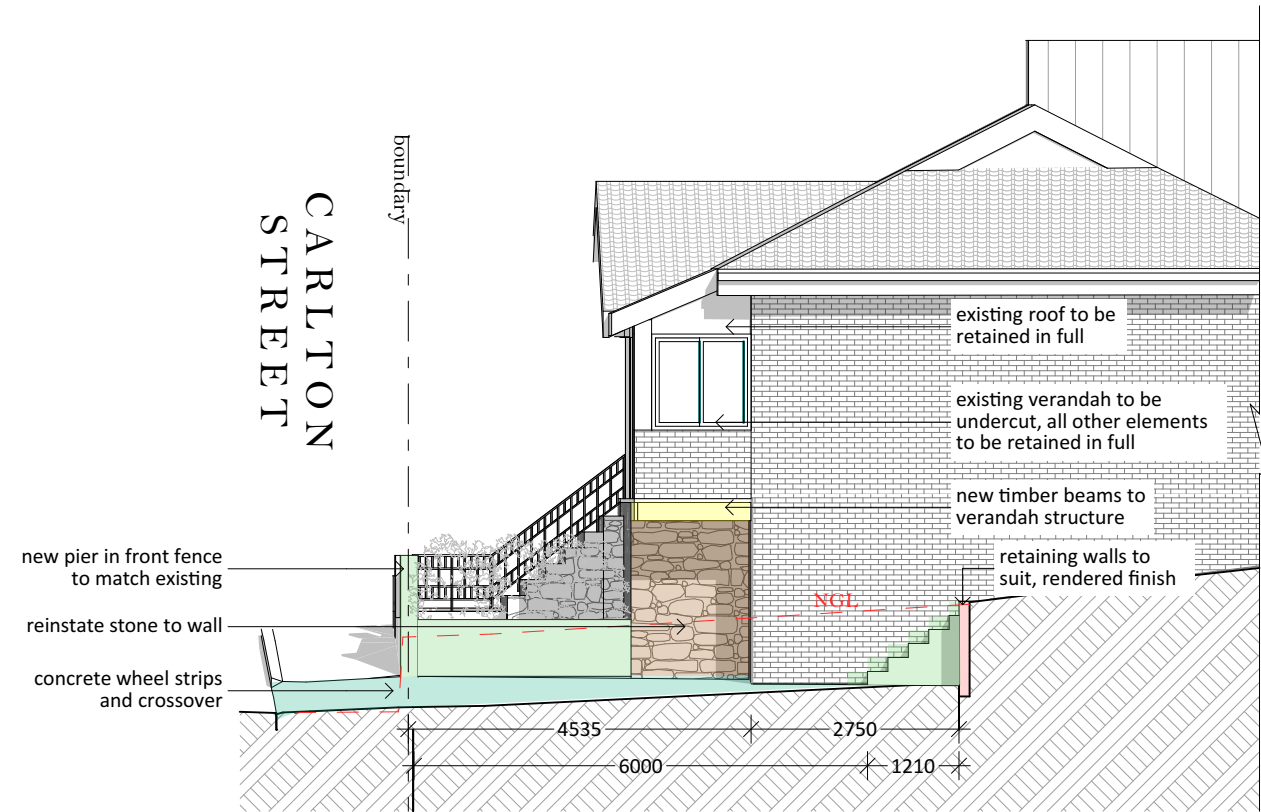 boundary
CARLTON
STREET
existing roof to be
retained in full
existing verandah to be
undercut, all other elements
to be retained in full
new timber beams to
verandah structure
retaining walls to
suit, rendered finish
new pier in front fence
to match existing
NGL
reinstate stone to wall
concrete wheel strips
and crossover
4535
2750
6000
1210